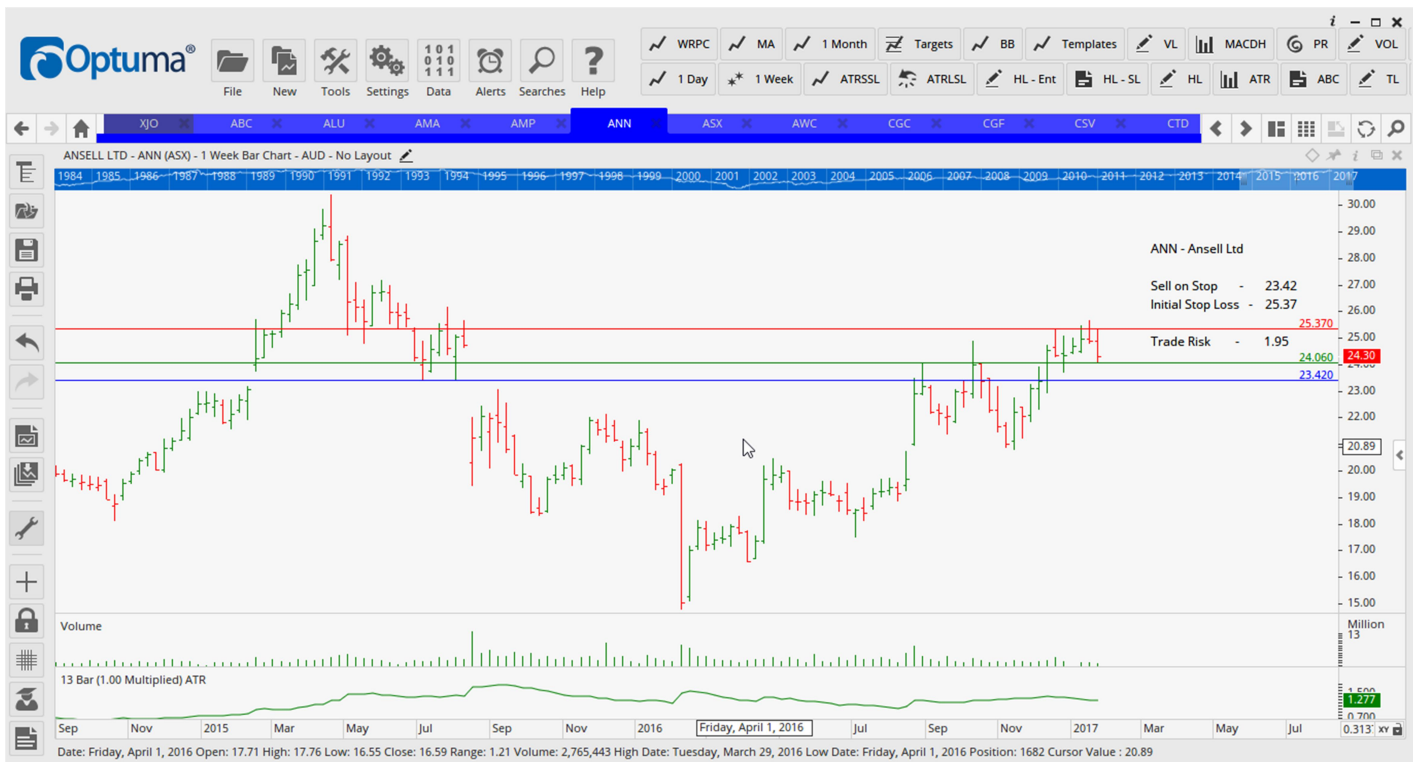 i
Optuma®
File New Tools Settings Data Alerts Searches Help
101
010
111
WRPC MA 1 Month Targets BB Templates VL MACDH PR VOL
1 Day 1 Week ATRSSL ATRLSL HL - Ent HL - SL HL ATR ABC TL
XJO ABC ALU AMA AMP ANN ASX AWC CGC CGF CSV CTD
ANSELL LTD - ANN (ASX) - 1 Week Bar Chart - AUD - No Layout
1984 1985 1986 1987 1988 1989 1990 1991 1992 1993 1994 1995 1996 1997 1998 1999 2000 2001 2002 2003 2004 2005 2006 2007 2008 2009 2010 2011 2012 2013 2014 2015 2016 2017
30.00
29.00
ANN - Ansell Ltd
28.00
Sell on Stop - 23.42
27.00
Initial Stop Loss - 25.37
26.00
25.370
25.00
Trade Risk - 1.95
24.060
24.30
24.00
23.420
23.00
22.00
20.89
20.00
19.00
18.00
17.00
16.00
15.00
Volume
Million
13
13 Bar (1.00 Multiplied) ATR
1.500
1.277
0.700
Sep Nov 2015 Mar May Jul Sep Nov 2016 Friday, April 1, 2016 Jul Sep Nov 2017 Mar May Jul 0.313 XY
Date: Friday, April 1, 2016 Open: 17.71 High: 17.76 Low: 16.55 Close: 16.59 Range: 1.21 Volume: 2,765,443 High Date: Tuesday, March 29, 2016 Low Date: Friday, April 1, 2016 Position: 1682 Cursor Value : 20.89